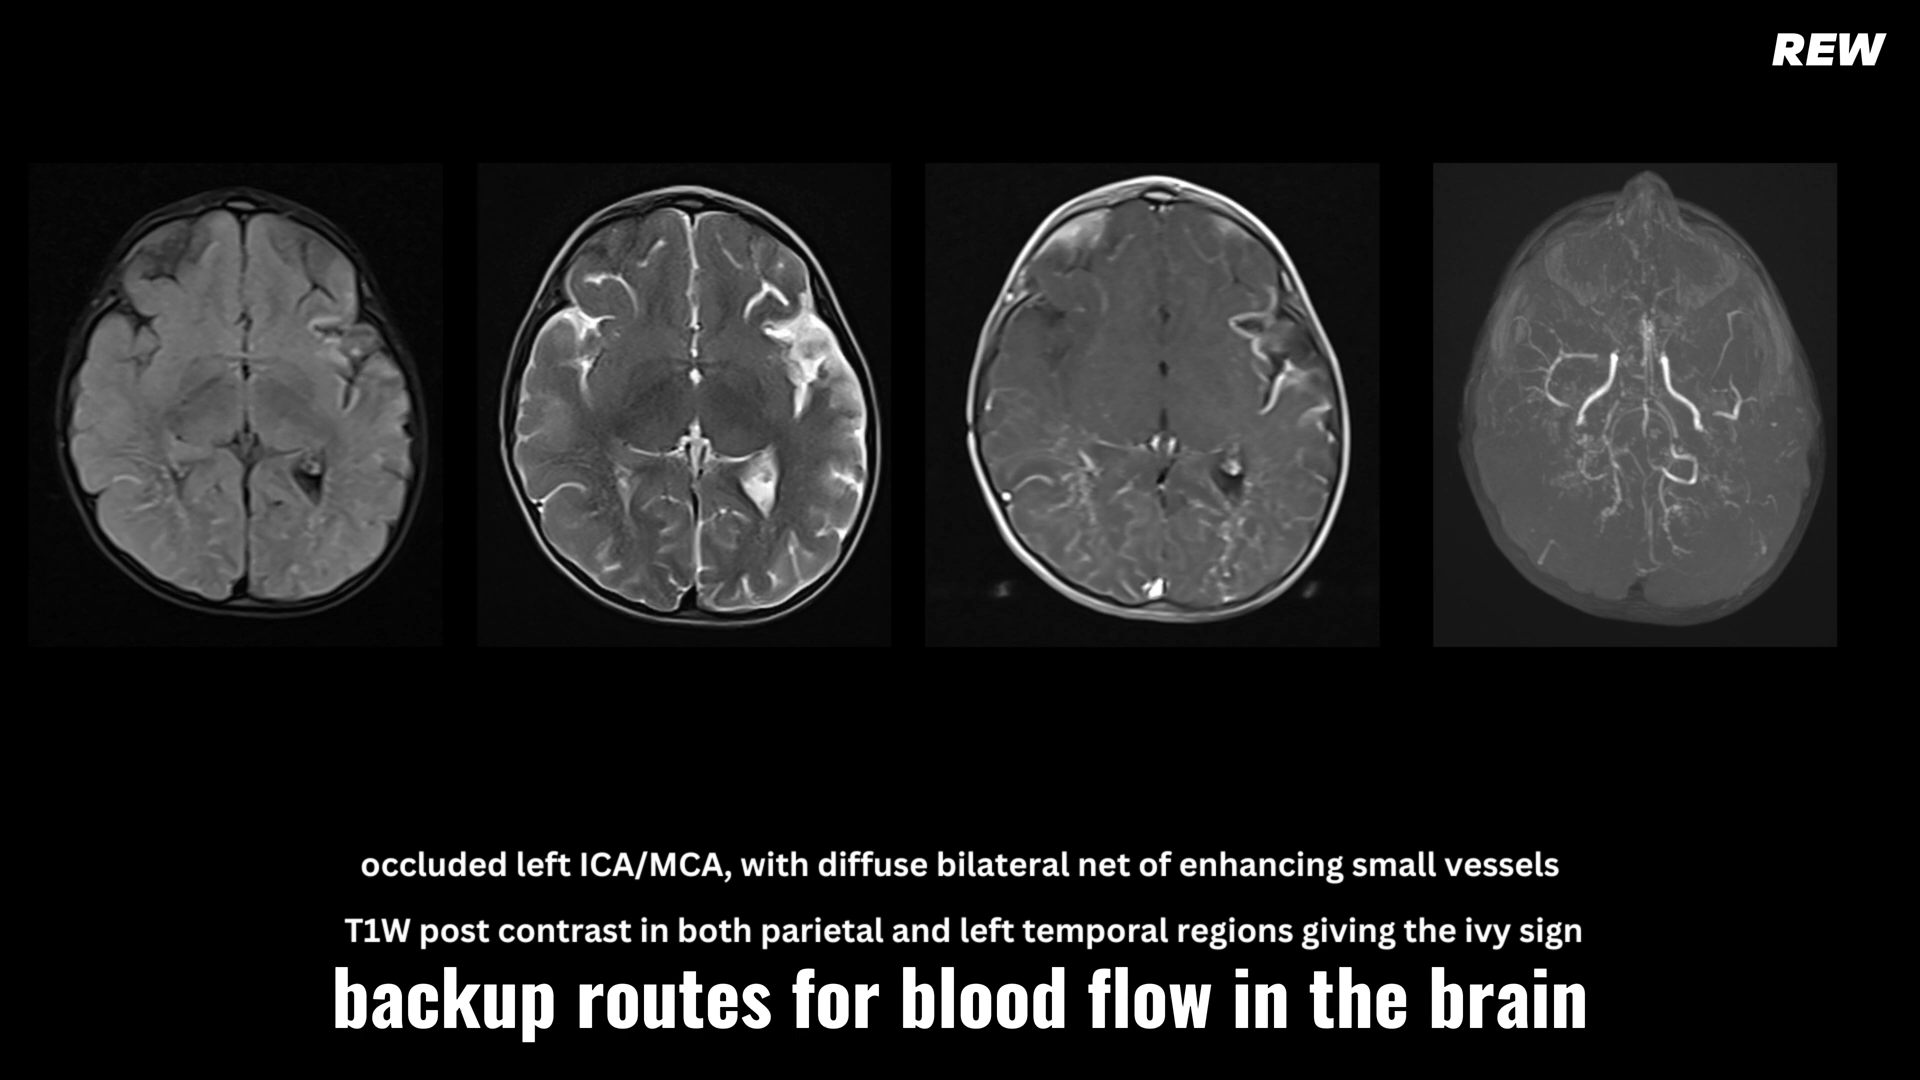 REW
occluded left ICA/MCA, with diffuse bilateral net of enhancing small vessels
T1W post contrast in both parietal and left temporal regions giving the ivy sign
backup routes for blood flow in the brain